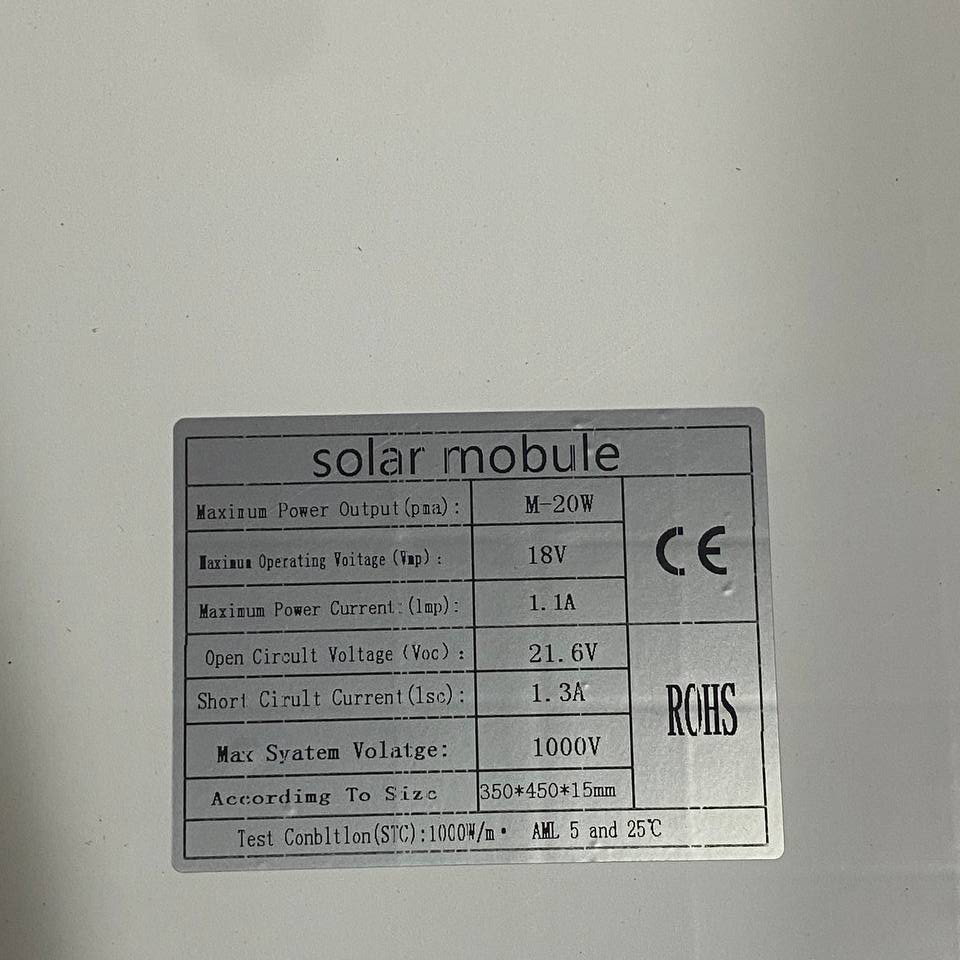 solar mobule
Maxinum Power Output(pma): M-20W
Maxinun Operating Voitage (Vmp): 18V
Maximum Power Current:(lmp): 1.1A
Open Circult Voltage (Voc): 21.6V
Short Cirult Current(lsc): 1.3A
Max Syatem Volatge: 1000V
Accordimg To Size 350*450*15mm
CE
ROHS
Test Conbltlon(STC):1000W/m• AML 5 and 25℃